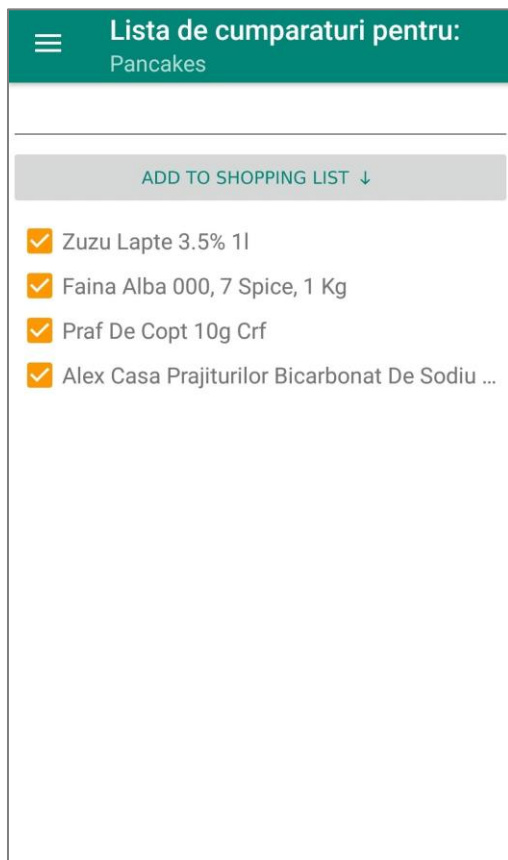 Lista de cumparaturi pentru:
Pancakes
ADD TO SHOPPING LIST ↓
Zuzu Lapte 3.5% 1l
Faina Alba 000, 7 Spice, 1 Kg
Praf De Copt 10g Crf
Alex Casa Prajiturilor Bicarbonat De Sodiu ...